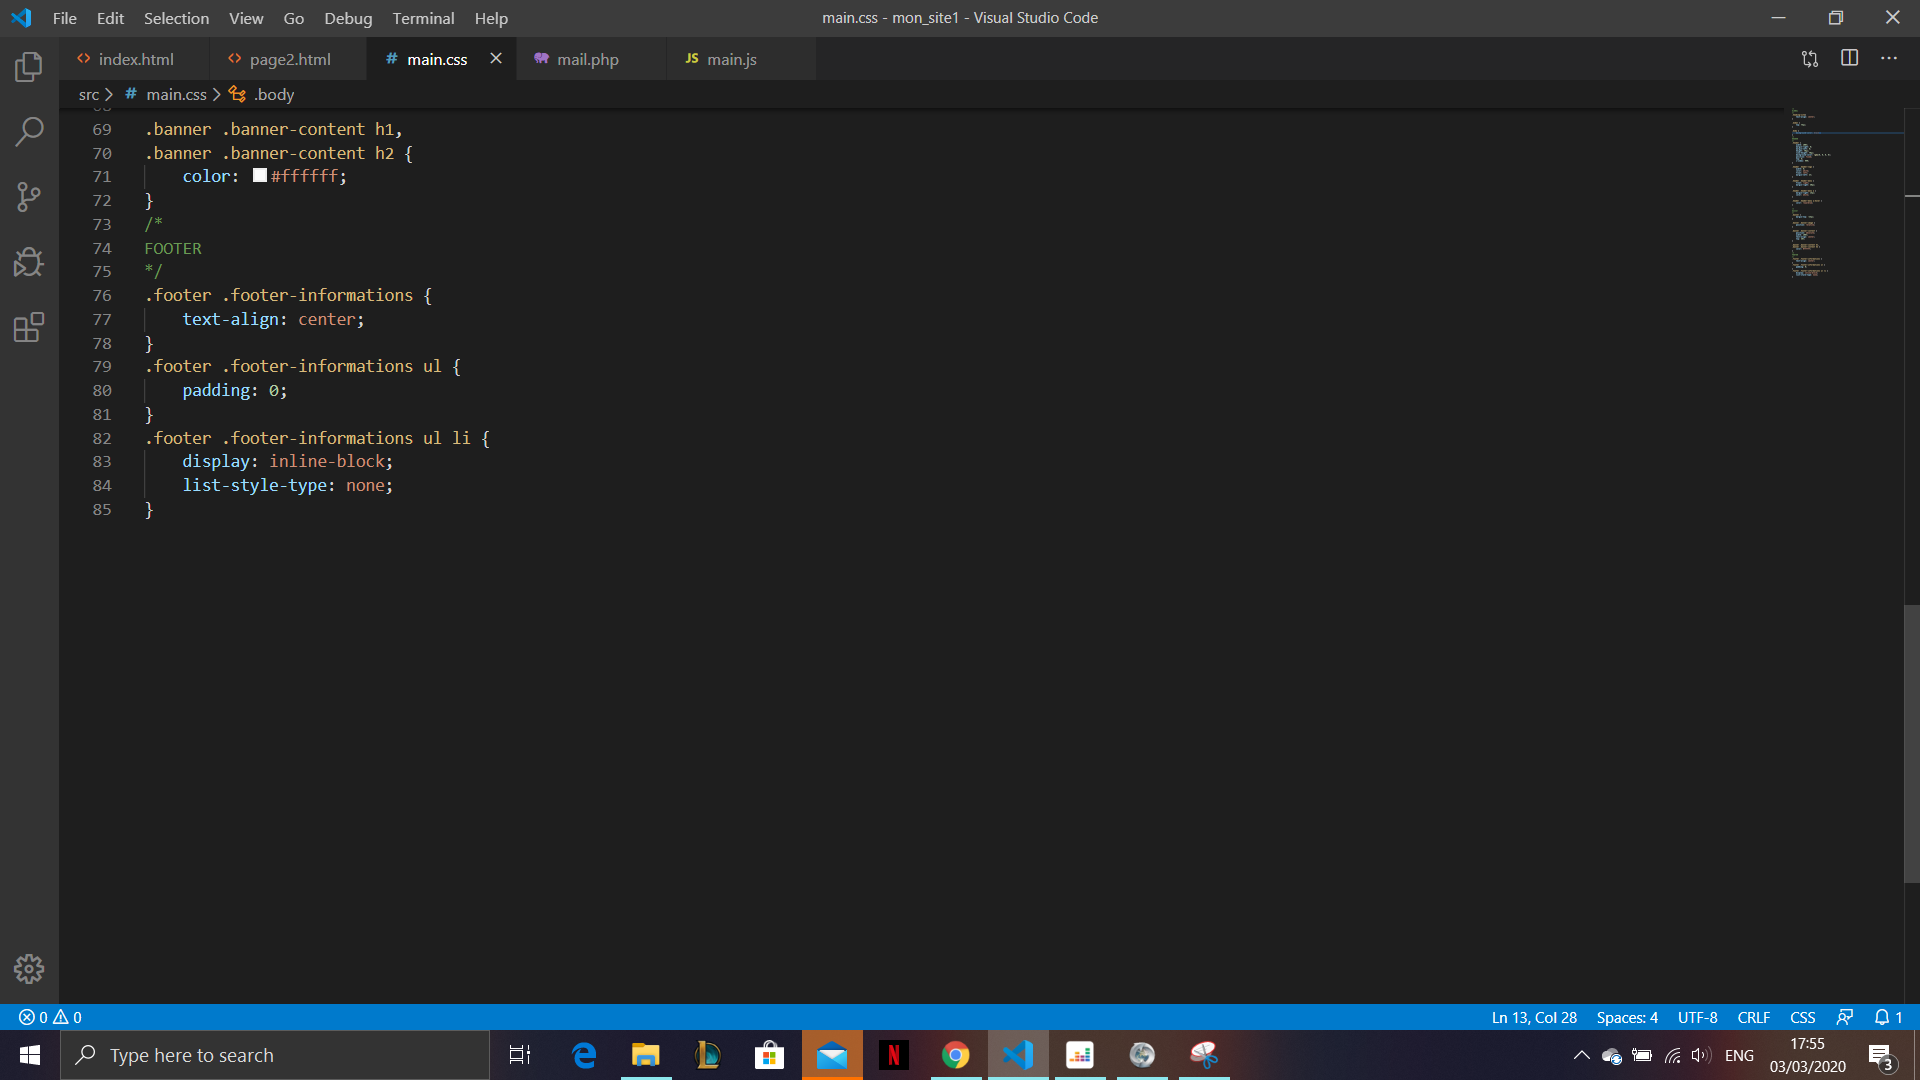 File Edit Selection View Go Debug Terminal Help
main.css - mon_site1 - Visual Studio Code
index.html
page2.html
# main.css
mail.php
JS main.js
src > # main.css > .body
69 .banner .banner-content h1,
70 .banner .banner-content h2 {
71 color: #ffffff;
72 }
73 /*
74 FOOTER
75 */
76 .footer .footer-informations {
77 text-align: center;
78 }
79 .footer .footer-informations ul {
80 padding: 0;
81 }
82 .footer .footer-informations ul li {
83 display: inline-block;
84 list-style-type: none;
85 }
0 0
Ln 13, Col 28 Spaces: 4 UTF-8 CRLF CSS 1
Type here to search
N
ENG
17:55
03/03/2020
3